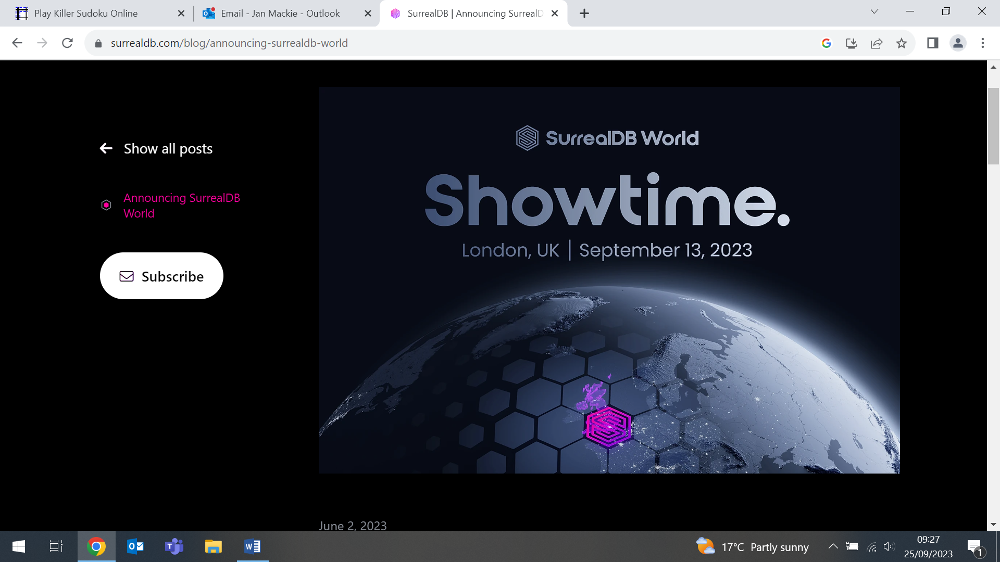 Play Killer Sudoku Online
Email - Jan Mackie - Outlook
SurrealDB | Announcing SurrealD
surrealdb.com/blog/announcing-surrealdb-world
SurrealDB World
Showtime.
London, UK | September 13, 2023
Show all posts
Announcing SurrealDB
World
Subscribe
June 2, 2023
17°C Partly sunny
09:27
25/09/2023
1